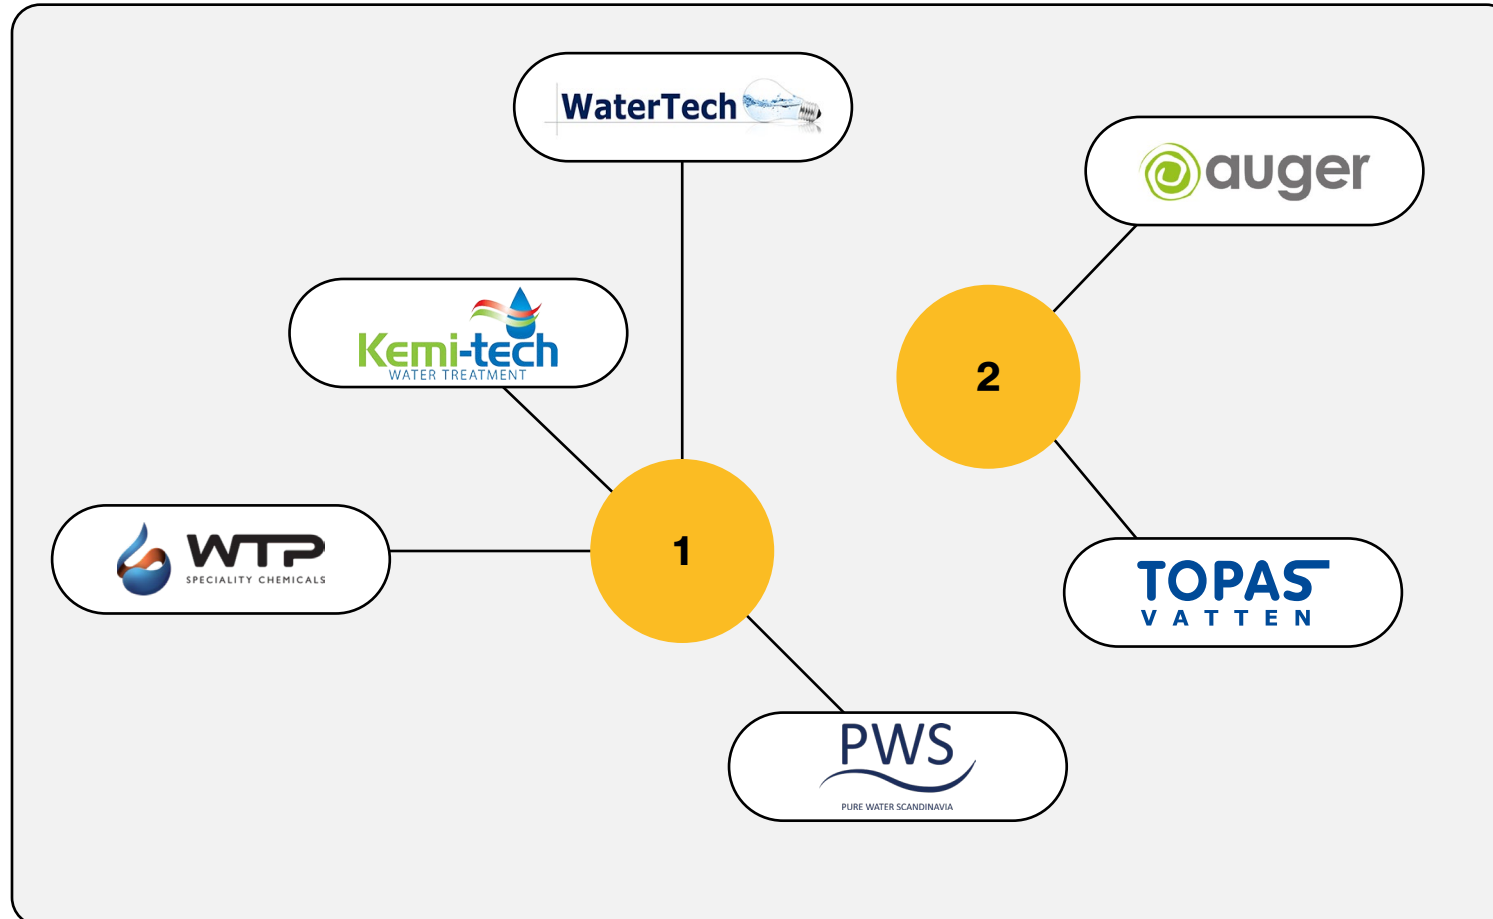 WaterTech
auger
Kemi-tech
WATER TREATMENT
2
WTP
SPECIALITY CHEMICALS
1
TOPAS
VATTEN
PWS
PURE WATER SCANDINAVIA